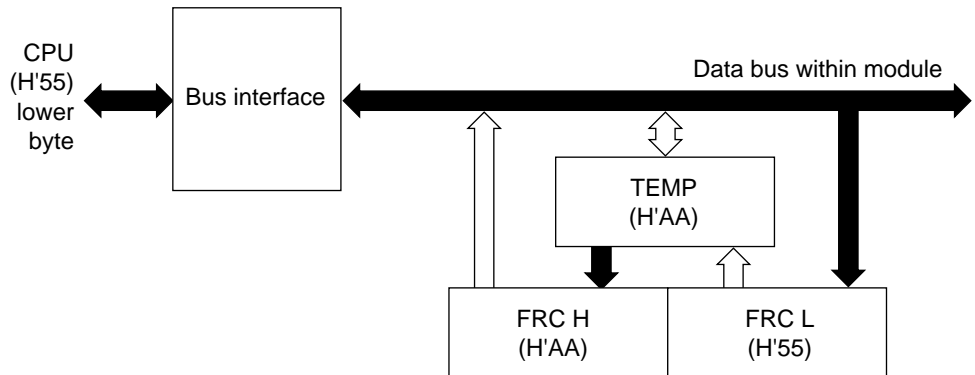 CPU
(H'55)
lower
byte
Bus interface
Data bus within module
TEMP
(H'AA)
FRC H
(H'AA)
FRC L
(H'55)